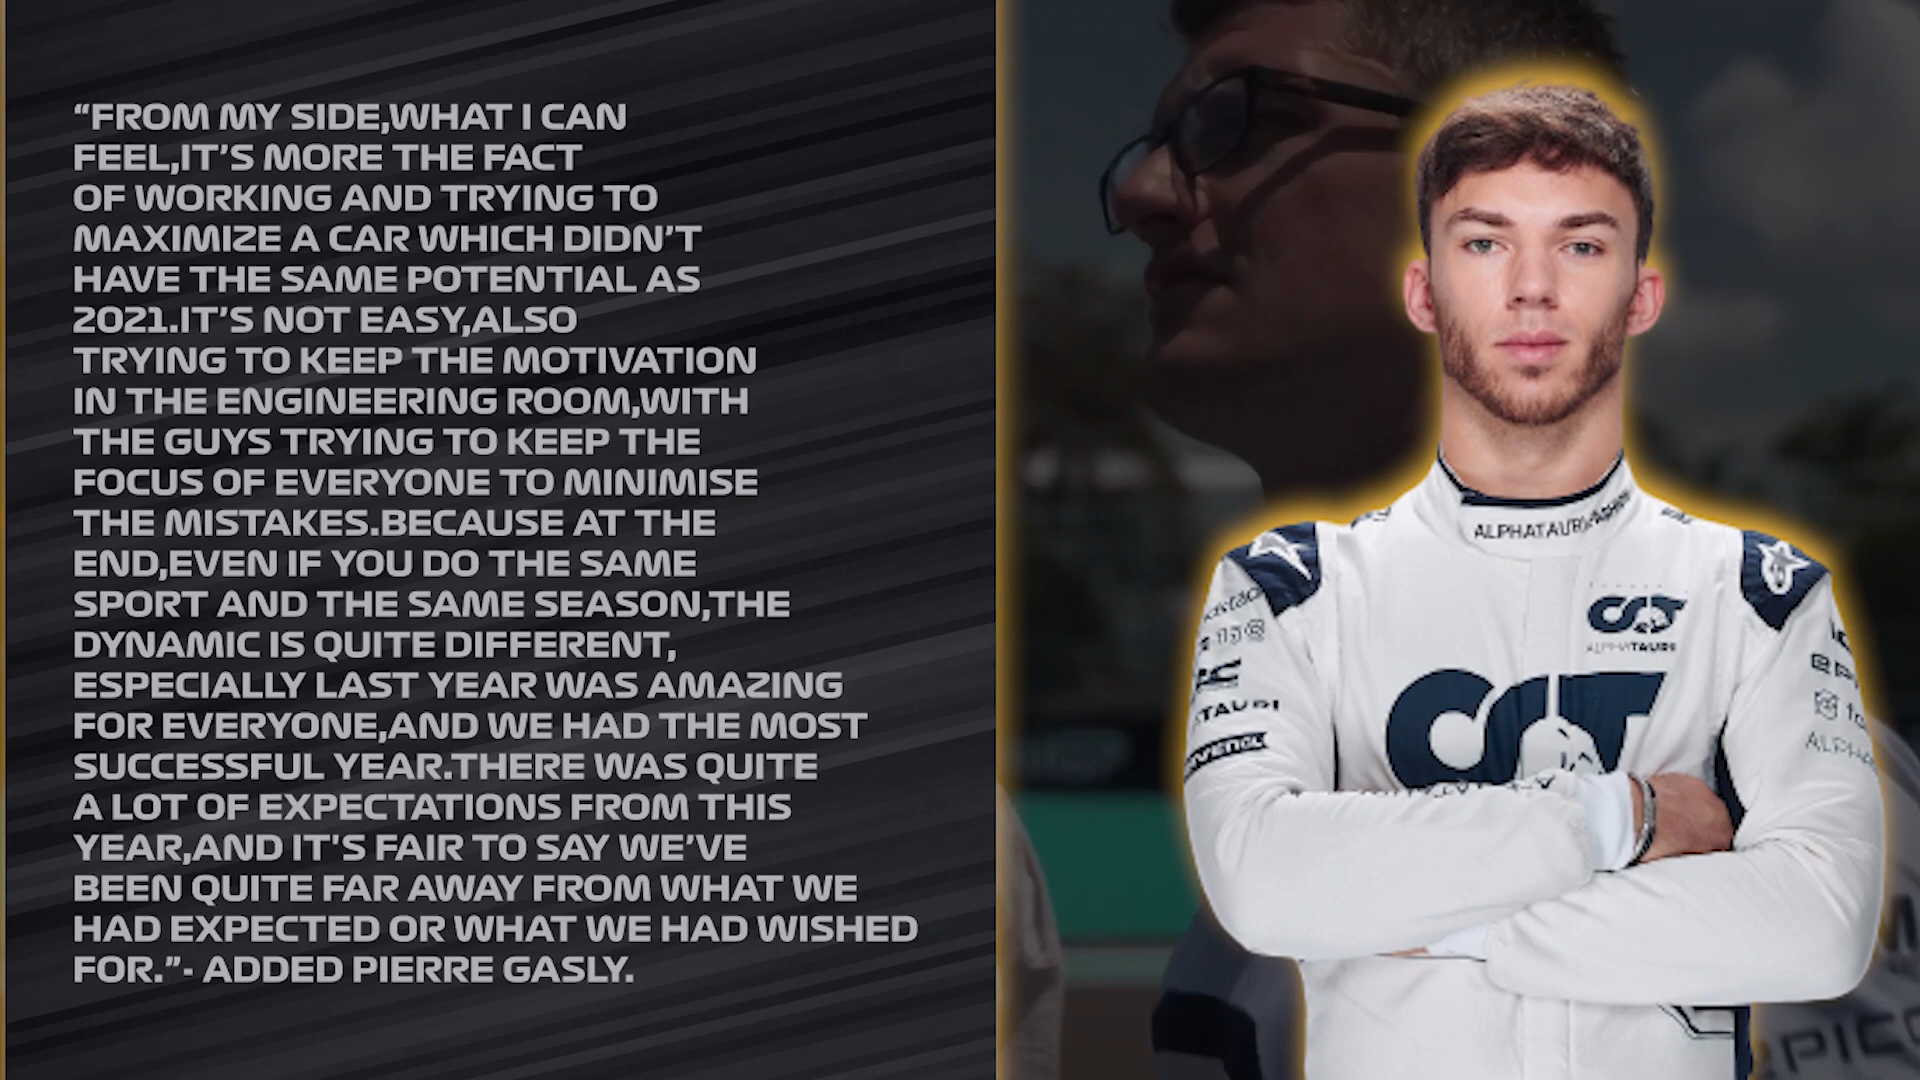 “FROM MY SIDE,WHAT I CAN
FEEL,IT’S MORE THE FACT
OF WORKING AND TRYING TO
MAXIMIZE A CAR WHICH DIDN’T
HAVE THE SAME POTENTIAL AS
2021.IT’S NOT EASY,ALSO
TRYING TO KEEP THE MOTIVATION
IN THE ENGINEERING ROOM,WITH
THE GUYS TRYING TO KEEP THE
FOCUS OF EVERYONE TO MINIMISE
THE MISTAKES.BECAUSE AT THE
END,EVEN IF YOU DO THE SAME
SPORT AND THE SAME SEASON,THE
DYNAMIC IS QUITE DIFFERENT,
ESPECIALLY LAST YEAR WAS AMAZING
FOR EVERYONE,AND WE HAD THE MOST
SUCCESSFUL YEAR.THERE WAS QUITE
A LOT OF EXPECTATIONS FROM THIS
YEAR,AND IT'S FAIR TO SAY WE’VE
BEEN QUITE FAR AWAY FROM WHAT WE
HAD EXPECTED OR WHAT WE HAD WISHED
FOR.”- ADDED PIERRE GASLY.
ALPHATAURI
ALPHATAURI